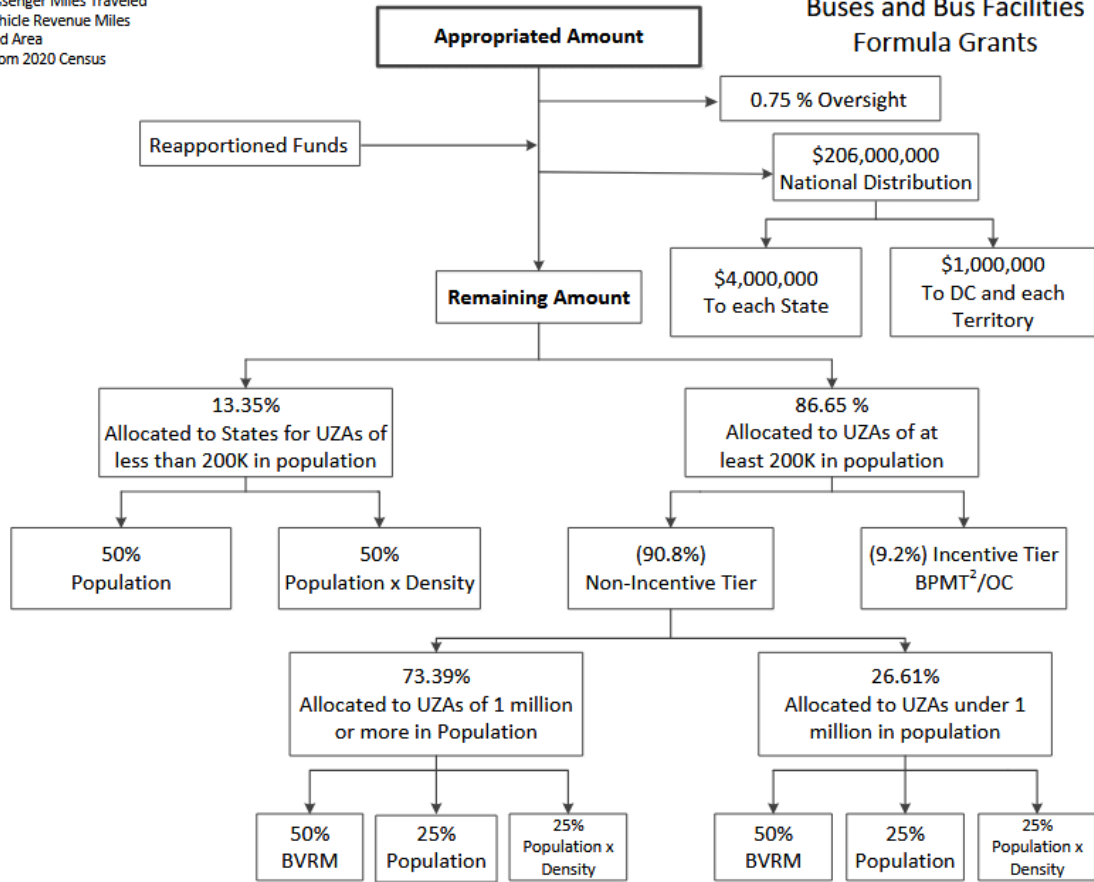 Miles Traveled
Vehicle Revenue Miles
Area
2020 Census
Buses and Bus Facilities
Formula Grants
Appropriated Amount
0.75 % Oversight
Reapportioned Funds
$206,000,000
National Distribution
$4,000,000
To each State
$1,000,000
To DC and each
Territory
Remaining Amount
13.35%
Allocated to States for UZAs of
less than 200K in population
86.65 %
Allocated to UZAs of at
least 200K in population
50%
Population
50%
Population x Density
(90.8%)
Non-Incentive Tier
(9.2%) Incentive Tier
BPMT²/OC
73.39%
Allocated to UZAs of 1 million
or more in Population
26.61%
Allocated to UZAs under 1
million in population
50%
BVRM
25%
Population
25%
Population x
Density
50%
BVRM
25%
Population
25%
Population x
Density